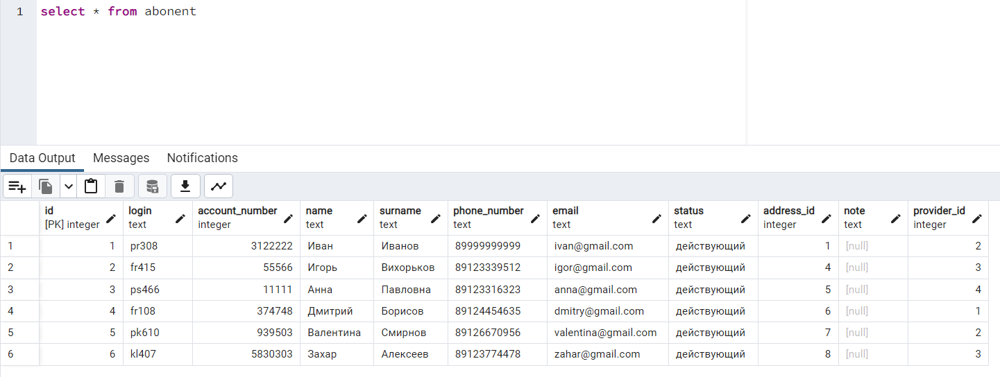 1 select * from abonent
Data Output Messages Notifications
id login account_number name surname phone_number email status address_id note provider_id
[PK] integer text integer text text text text text integer text integer
1 1 pr308 3122222 Иван Иванов 89999999999 ivan@gmail.com действующий 1 [null] 2
2 2 fr415 55566 Игорь Вихорьков 89123339512 igor@gmail.com действующий 4 [null] 3
3 3 ps466 11111 Анна Павловна 89123316323 anna@gmail.com действующий 5 [null] 4
4 4 fr108 374748 Дмитрий Борисов 89124454635 dmitry@gmail.com действующий 6 [null] 1
5 5 pk610 939503 Валентина Смирнов 89126670956 valentina@gmail.com действующий 7 [null] 2
6 6 kl407 5830303 Захар Алексеев 89123774478 zahar@gmail.com действующий 8 [null] 3